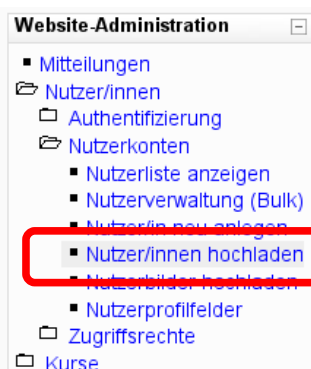 Website-Administration
Mitteilungen
Nutzer/innen
Authentifizierung
Nutzerkonten
Nutzerliste anzeigen
Nutzerverwaltung (Bulk)
Nutzer/in neu anlegen
Nutzer/innen hochladen
Nutzerbilder hochladen
Nutzerprofilfelder
Zugriffsrechte
Kurse